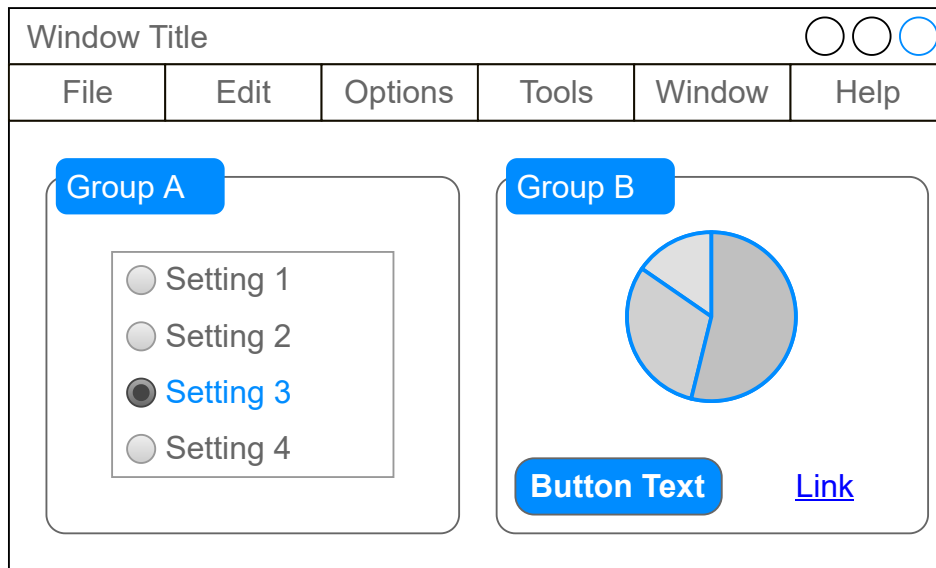 Window Title
File Edit Options Tools Window Help
Group A
Setting 1
Setting 2
Setting 3
Setting 4
Group B
Button Text
Link